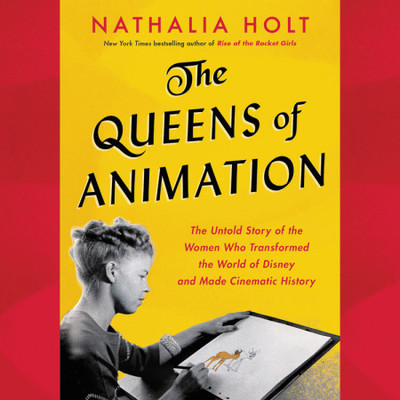 NATHALIA HOLT
New York Times bestselling author of Rise of the Rocket Girls
The
QUEENS of
ANIMATION
The Untold Story of the
Women Who Transformed
the World of Disney
and Made Cinematic History